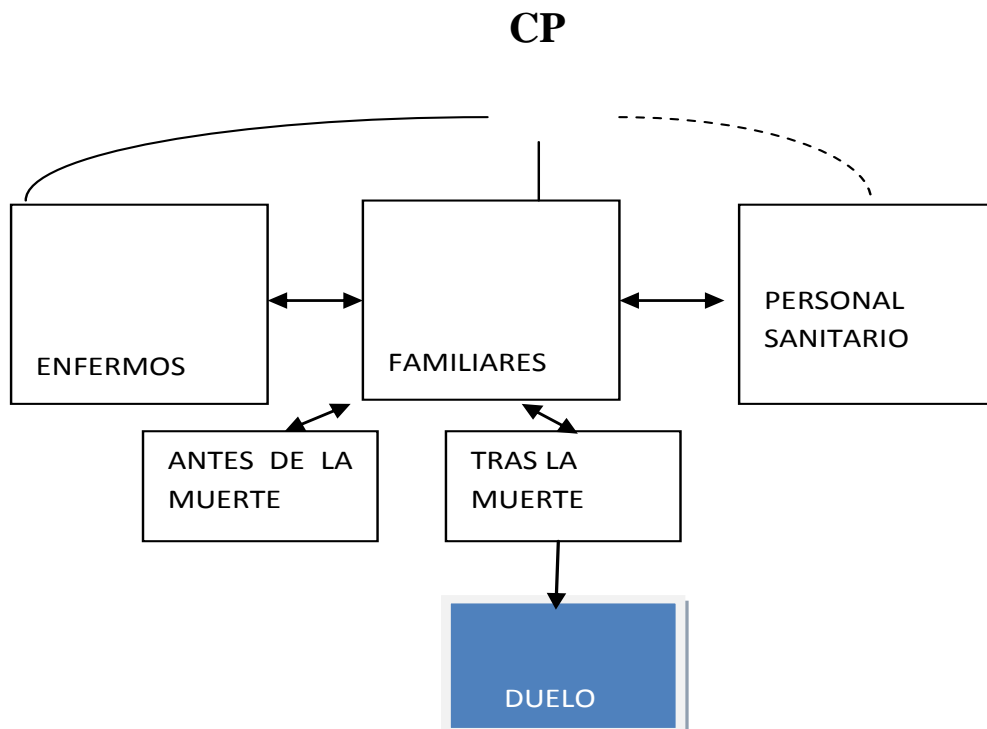 CP
ENFERMOS
FAMILIARES
PERSONAL
SANITARIO
ANTES DE LA
MUERTE
TRAS LA
MUERTE
DUELO